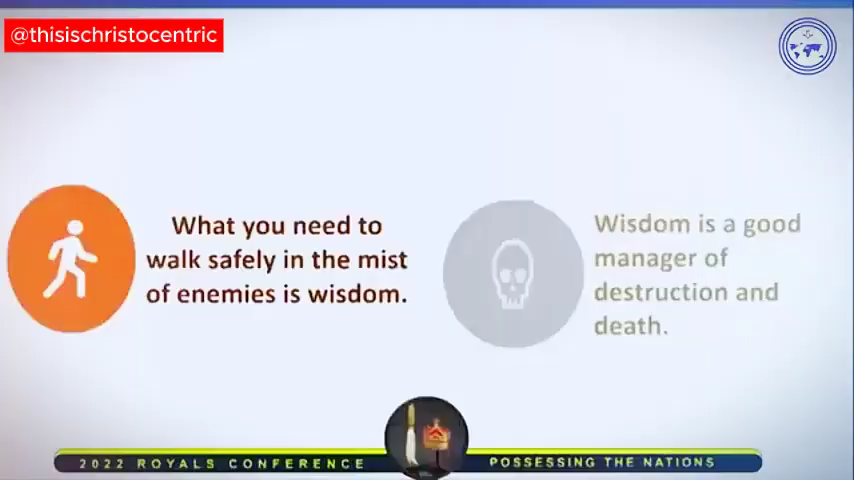 @thisischristocentric
What you need to
walk safely in the mist
of enemies is wisdom.
Wisdom is a good
manager of
destruction and
death.
2022 ROYALS CONFERENCE
POSSESSING THE NATIONS